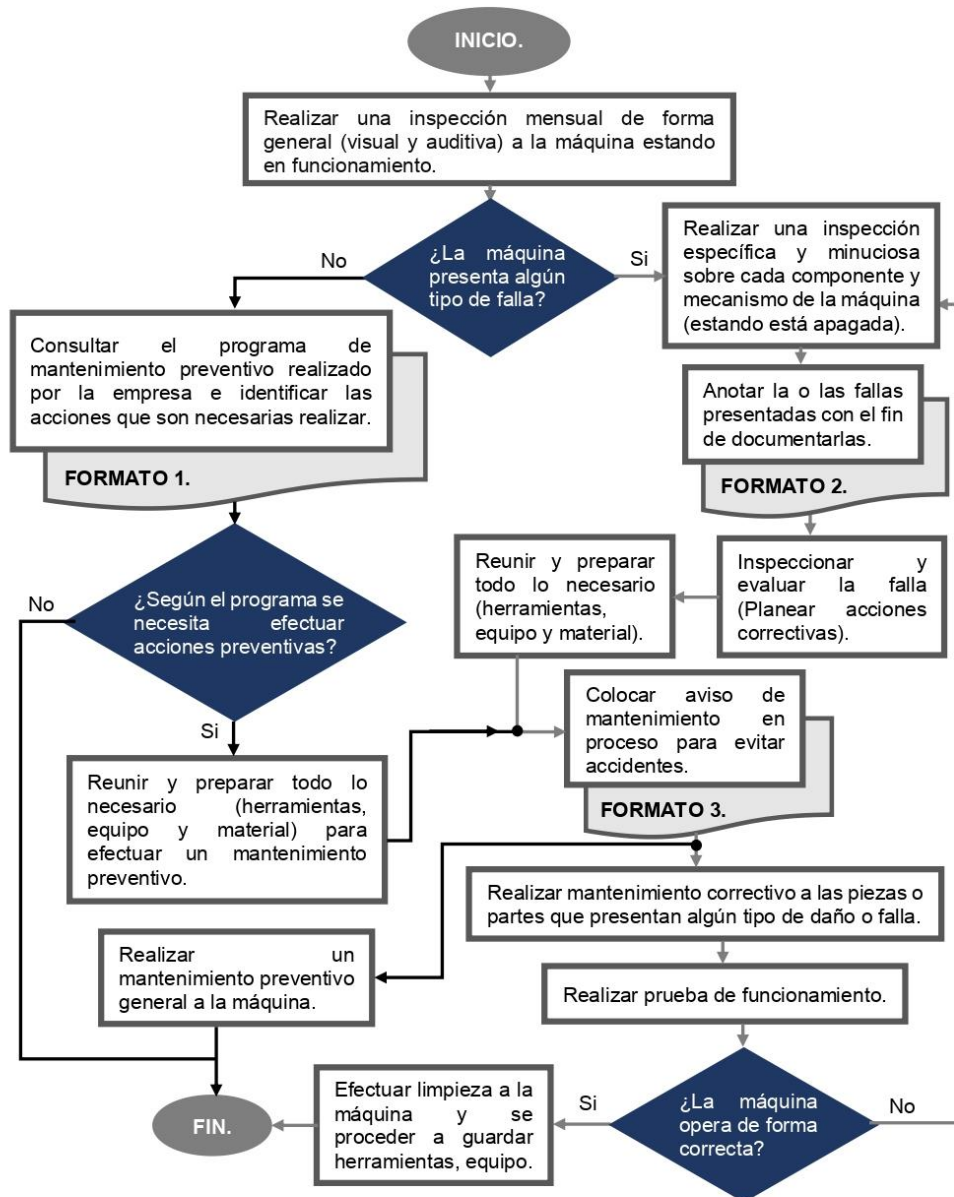 INICIO.
Realizar una inspección mensual de forma
general (visual y auditiva) a la máquina estando
en funcionamiento.
¿La máquina
presenta algún
tipo de falla?
No
Si
Realizar una inspección
específica y minuciosa
sobre cada componente y
mecanismo de la máquina
(estando está apagada).
Consultar el programa de
mantenimiento preventivo realizado
por la empresa e identificar las
acciones que son necesarias realizar.
FORMATO 1.
Anotar la o las fallas
presentadas con el fin
de documentarlas.
FORMATO 2.
Inspeccionar y
evaluar la falla
(Planear acciones
correctivas).
Reunir y preparar
todo lo necesario
(herramientas,
equipo y material).
No
¿Según el programa se
necesita efectuar
acciones preventivas?
Si
Colocar aviso de
mantenimiento en
proceso para evitar
accidentes.
FORMATO 3.
Reunir y preparar todo lo
necesario (herramientas,
equipo y material) para
efectuar un mantenimiento
preventivo.
Realizar mantenimiento correctivo a las piezas o
partes que presentan algún tipo de daño o falla.
Realizar un
mantenimiento preventivo
general a la máquina.
Realizar prueba de funcionamiento.
¿La máquina
opera de forma
correcta?
Si
No
Efectuar limpieza a la
máquina y se
proceder a guardar
herramientas, equipo.
FIN.